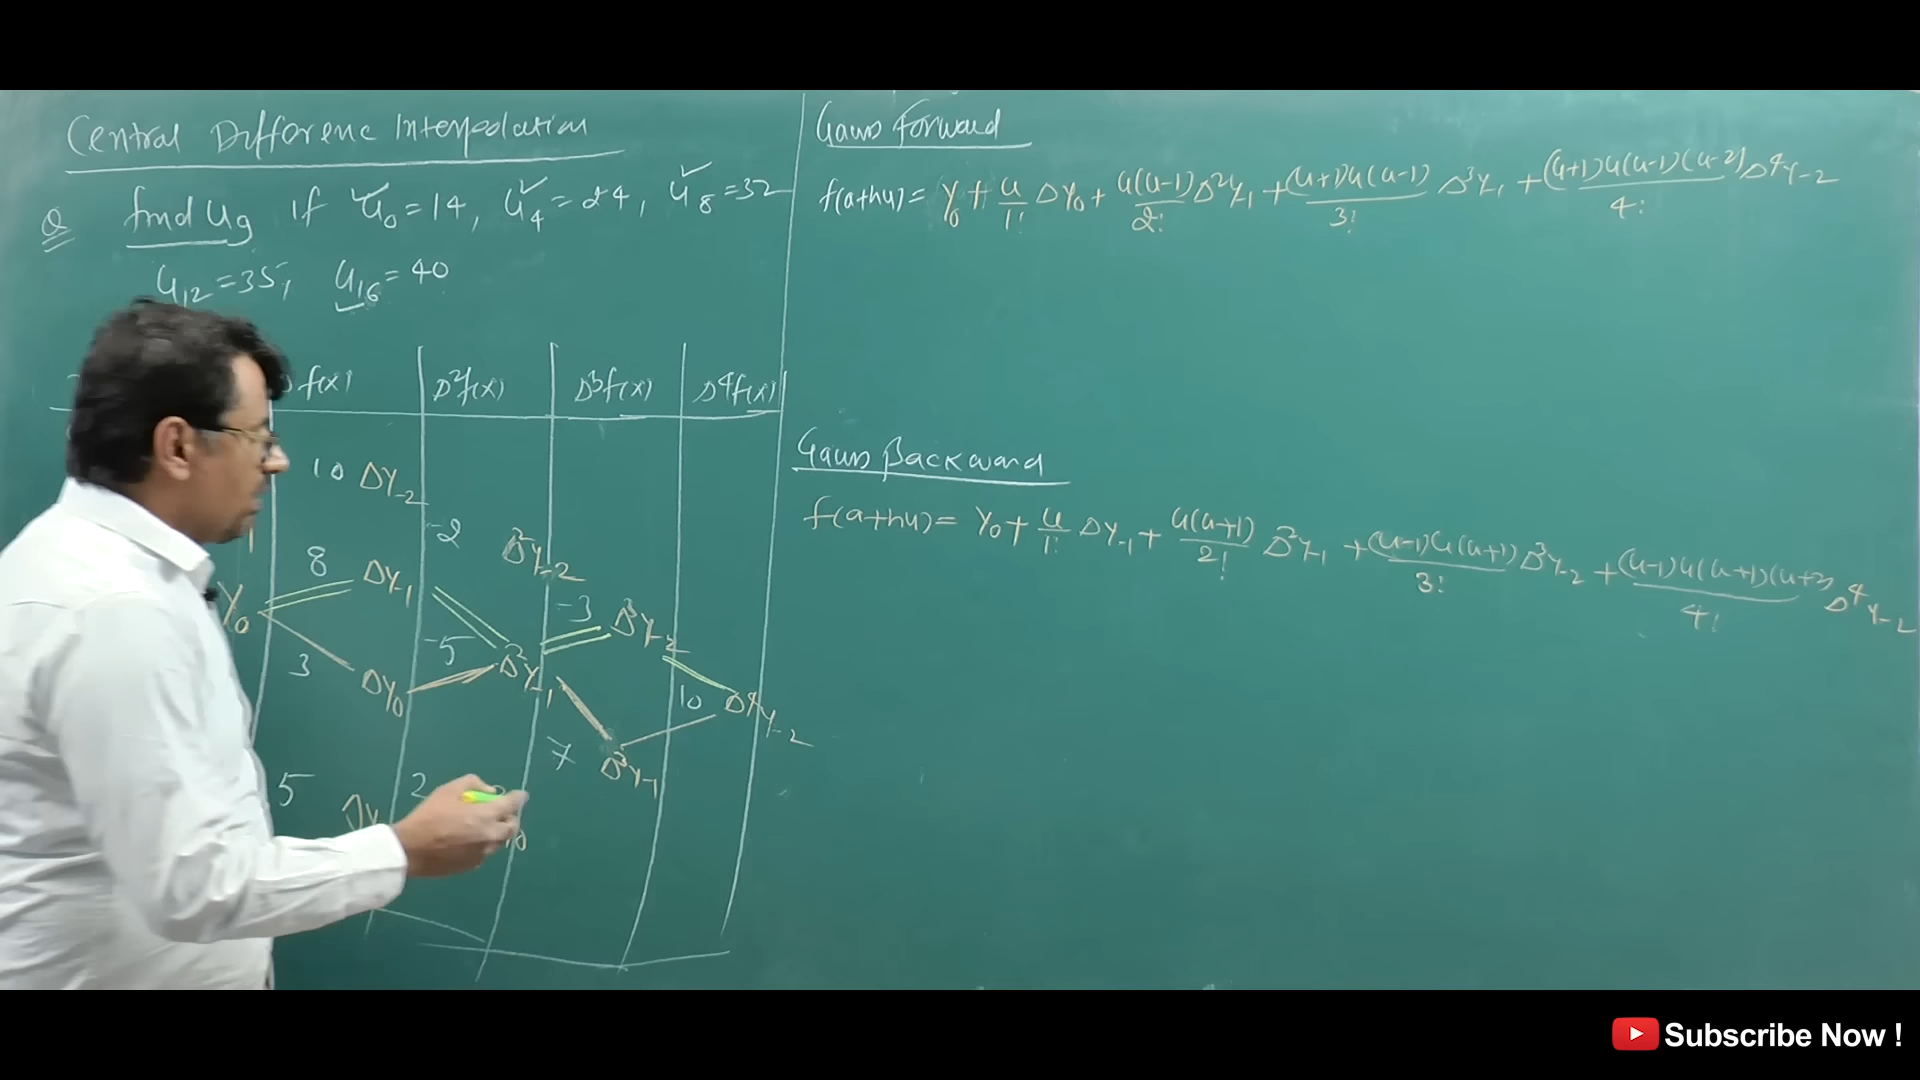 Central Difference Interpolation
Q find U9 if U0=14, U4=24, U8=32
U12=35, U16=40
f(x) Δ²f(x) Δ³f(x) Δ⁴f(x)
10 ΔY-2
-2 Δ²Y-2
8 ΔY-1
-3 Δ³Y-2
Y0
-5 Δ²Y-1
3 ΔY0
10 Δ⁴Y-2
7 Δ³Y-1
5 ΔY
2
Gauss Forward
f(a+hu) = Y0 + u/1! ΔY0 + u(u-1)/2! Δ²Y-1 + (u+1)u(u-1)/3! Δ³Y-1 + (u+1)u(u-1)(u-2)/4! Δ⁴Y-2
Gauss Backward
f(a+hu) = Y0 + u/1! ΔY-1 + u(u+1)/2! Δ²Y-1 + (u-1)u(u+1)/3! Δ³Y-2 + (u-1)u(u+1)(u+2)/4! Δ⁴Y-2
Subscribe Now !